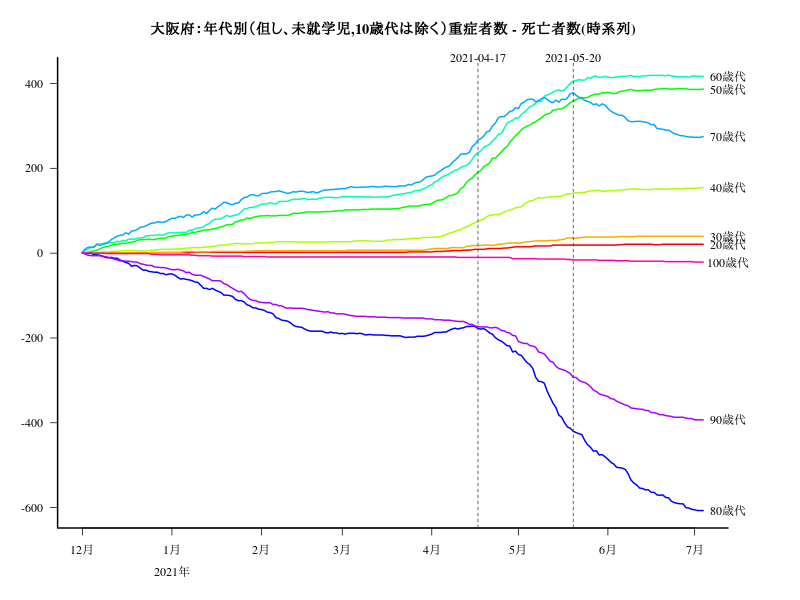 大阪府：年代別（但し、未就学児,10歳代は除く）重症者数 - 死亡者数(時系列)
2021-04-17
2021-05-20
400
200
0
-200
-400
-600
60歳代
50歳代
70歳代
40歳代
30歳代
20歳代
100歳代
90歳代
80歳代
12月
1月
2月
3月
4月
5月
6月
7月
2021年